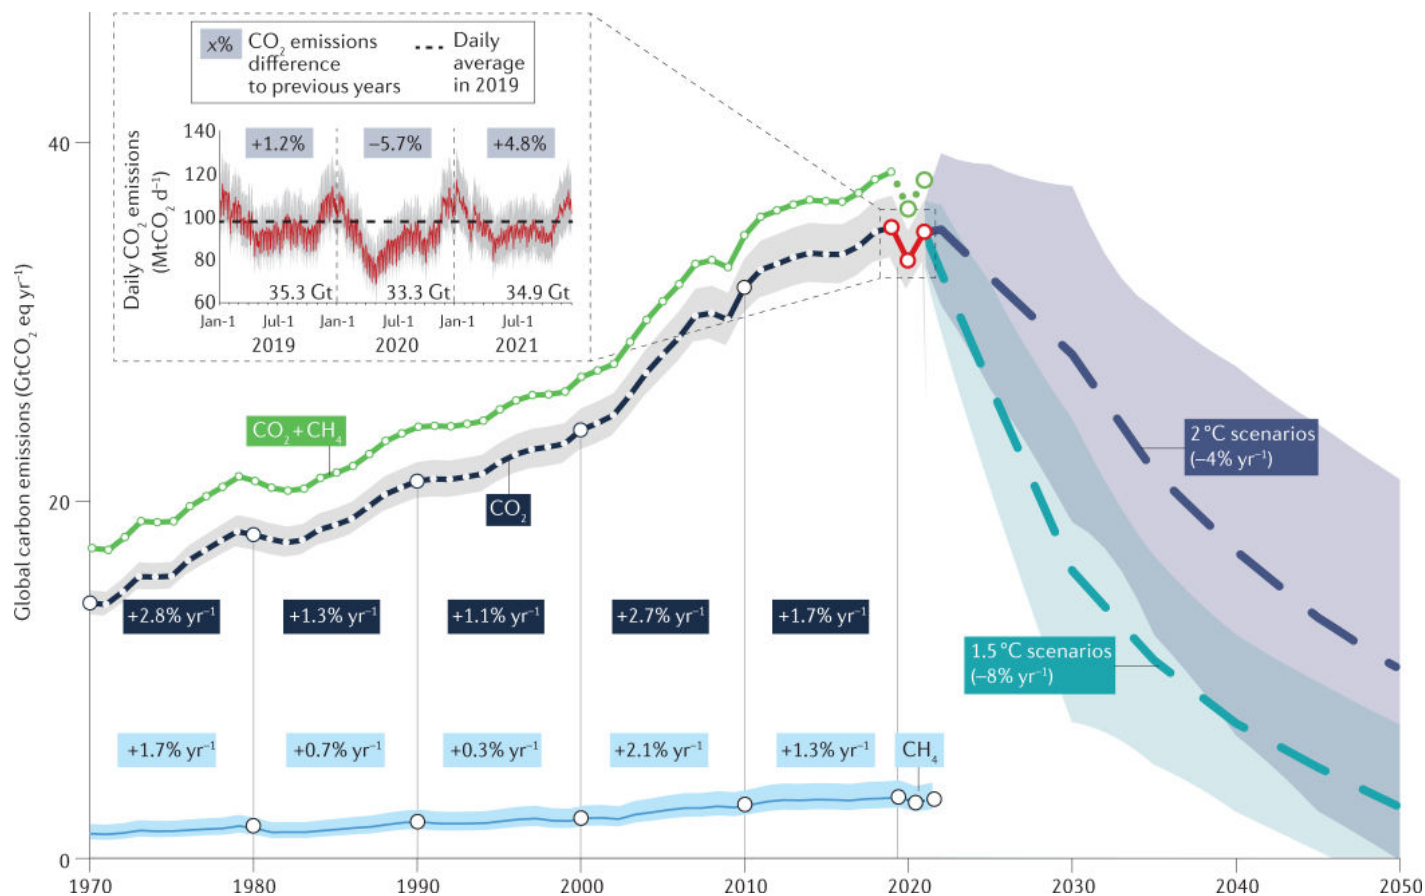 x% CO₂ emissions difference to previous years
Daily average in 2019
Daily CO₂ emissions
(MtCO₂ d⁻¹)
140
120
100
80
60
+1.2%
–5.7%
+4.8%
35.3 Gt
33.3 Gt
34.9 Gt
Jan-1
Jul-1
Jan-1
Jul-1
Jan-1
Jul-1
2019
2020
2021
Global carbon emissions (GtCO₂ eq yr⁻¹)
40
20
0
CO₂ + CH₄
CO₂
2 °C scenarios
(–4% yr⁻¹)
1.5 °C scenarios
(–8% yr⁻¹)
+2.8% yr⁻¹
+1.3% yr⁻¹
+1.1% yr⁻¹
+2.7% yr⁻¹
+1.7% yr⁻¹
+1.7% yr⁻¹
+0.7% yr⁻¹
+0.3% yr⁻¹
+2.1% yr⁻¹
+1.3% yr⁻¹
CH₄
1970
1980
1990
2000
2010
2020
2030
2040
2050